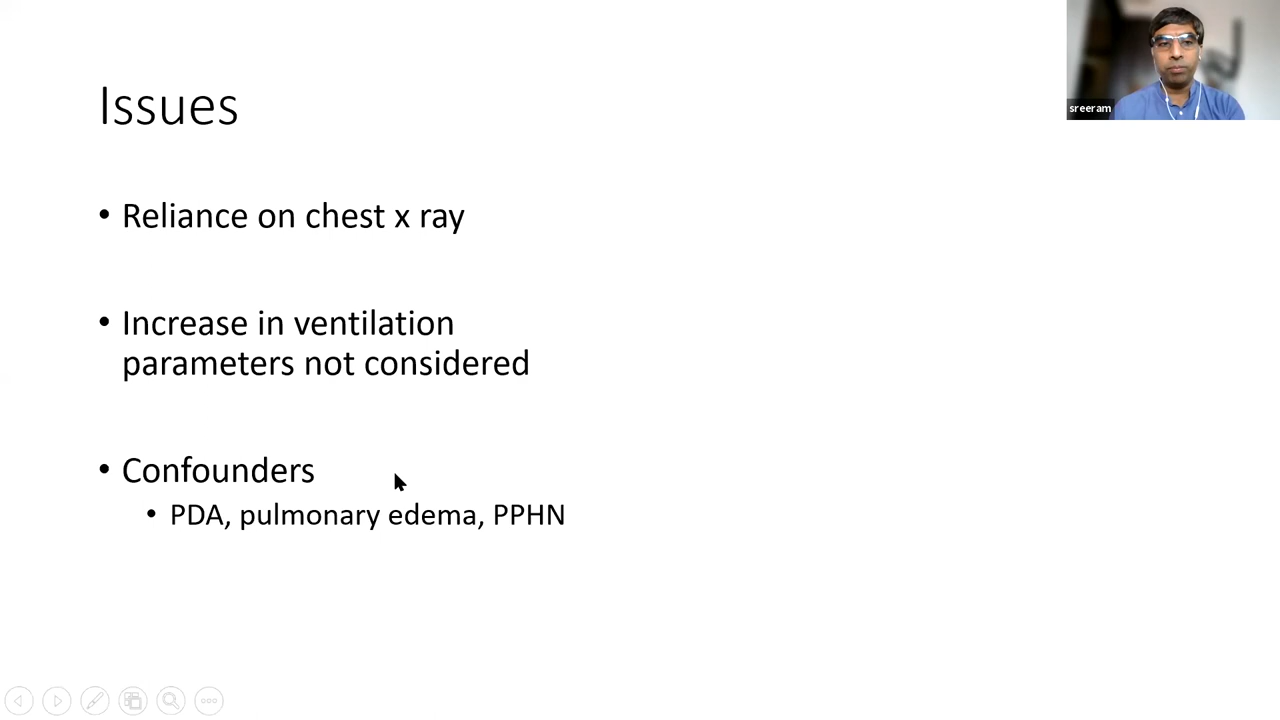 Issues
sreeram
• Reliance on chest x ray
• Increase in ventilation
parameters not considered
• Confounders
• PDA, pulmonary edema, PPHN